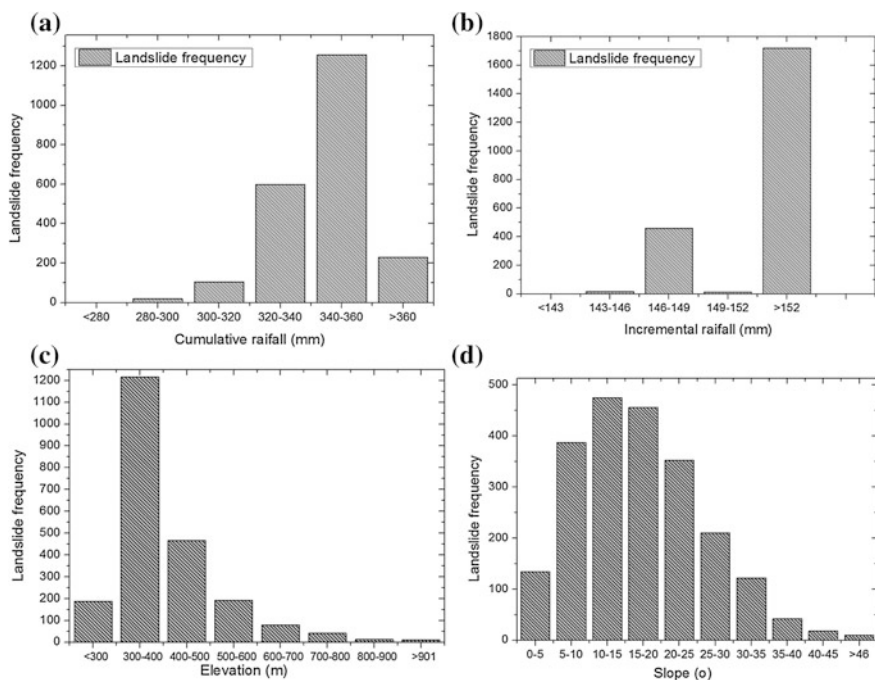 (a)
Landslide frequency
1200
1000
800
600
400
200
0
Landslide frequency
<280 280-300 300-320 320-340 340-360 >360
Cumulative raifall (mm)
(b)
Landslide frequency
1800
1600
1400
1200
1000
800
600
400
200
0
Landslide frequency
<143 143-146 146-149 149-152 >152
Incremental raifall (mm)
(c)
1200
1100
1000
900
800
700
600
500
400
300
200
100
0
Landslide frequency
<300 300-400 400-500 500-600 600-700 700-800 800-900 >901
Elevation (m)
(d)
500
400
300
200
100
0
Landslide frequency
0-5 5-10 10-15 15-20 20-25 25-30 30-35 35-40 40-45 >46
Slope (o)